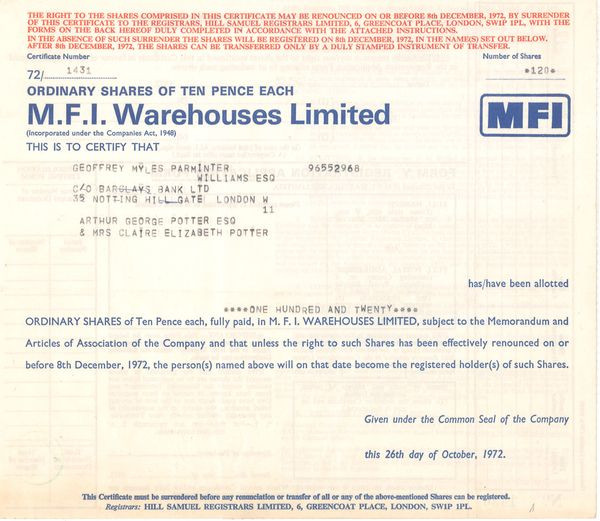 THE RIGHT TO THE SHARES COMPRISED IN THIS CERTIFICATE MAY BE RENOUNCED ON OR BEFORE 8th DECEMBER, 1972, BY SURRENDER
OF THIS CERTIFICATE TO THE REGISTRARS, HILL SAMUEL REGISTRARS LIMITED, 6, GREENCOAT PLACE, LONDON, SW1P 1PL, WITH THE
FORMS ON THE BACK HEREOF DULY COMPLETED IN ACCORDANCE WITH THE ATTACHED INSTRUCTIONS.
IN THE ABSENCE OF SUCH SURRENDER THE SHARES WILL BE REGISTERED ON 8th DECEMBER, 1972, IN THE NAME(S) SET OUT BELOW.
AFTER 8th DECEMBER, 1972, THE SHARES CAN BE TRANSFERRED ONLY BY A DULY STAMPED INSTRUMENT OF TRANSFER.
Certificate Number Number of Shares
72/ 1431 *120*
ORDINARY SHARES OF TEN PENCE EACH
M.F.I. Warehouses Limited MFI
(Incorporated under the Companies Act, 1948)
THIS IS TO CERTIFY THAT
GEOFFREY MYLES PARMINTER 96552968
WILLIAMS ESQ
C/O BARCLAYS BANK LTD
35 NOTTING HILL GATE LONDON W
11
ARTHUR GEORGE POTTER ESQ
& MRS CLAIRE ELIZABETH POTTER
has/have been allotted
****ONE HUNDRED AND TWENTY****
ORDINARY SHARES of Ten Pence each, fully paid, in M. F. I. WAREHOUSES LIMITED, subject to the Memorandum and
Articles of Association of the Company and that unless the right to such Shares has been effectively renounced on or
before 8th December, 1972, the person(s) named above will on that date become the registered holder(s) of such Shares.
Given under the Common Seal of the Company
this 26th day of October, 1972.
This Certificate must be surrendered before any renunciation or transfer of all or any of the above-mentioned Shares can be registered.
Registrars: HILL SAMUEL REGISTRARS LIMITED, 6, GREENCOAT PLACE, LONDON, SW1P 1PL.